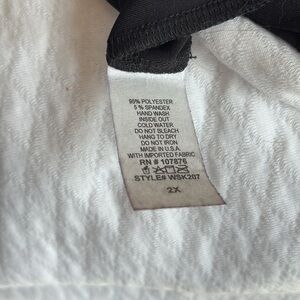 95% POLYESTER
5 % SPANDEX
HAND WASH
INSIDE OUT
COLD WATER
DO NOT BLEACH
HANG TO DRY
DO NOT IRON
MADE IN U.S.A
WITH IMPORTED FABRIC
RN # 107876
STYLE# WSK207
2X